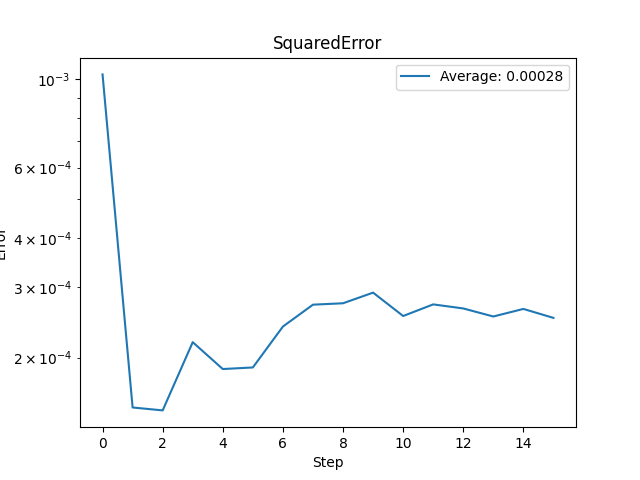 SquaredError
Average: 0.00028
10⁻³
6 × 10⁻⁴
4 × 10⁻⁴
3 × 10⁻⁴
2 × 10⁻⁴
Error
0 2 4 6 8 10 12 14
Step